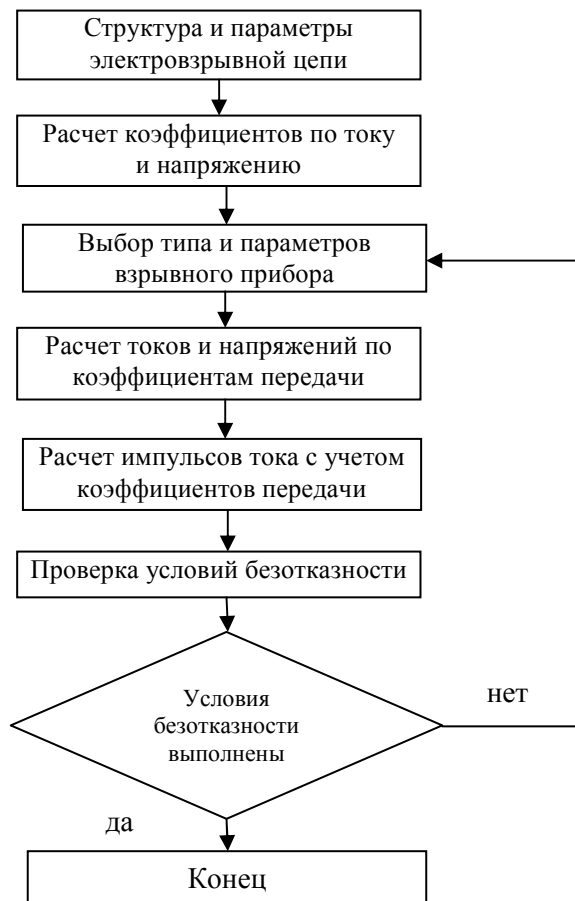 Структура и параметры
электровзрывной цепи
Расчет коэффициентов по току
и напряжению
Выбор типа и параметров
взрывного прибора
Расчет токов и напряжений по
коэффициентам передачи
Расчет импульсов тока с учетом
коэффициентов передачи
Проверка условий безотказности
Условия
безотказности
выполнены
нет
да
Конец